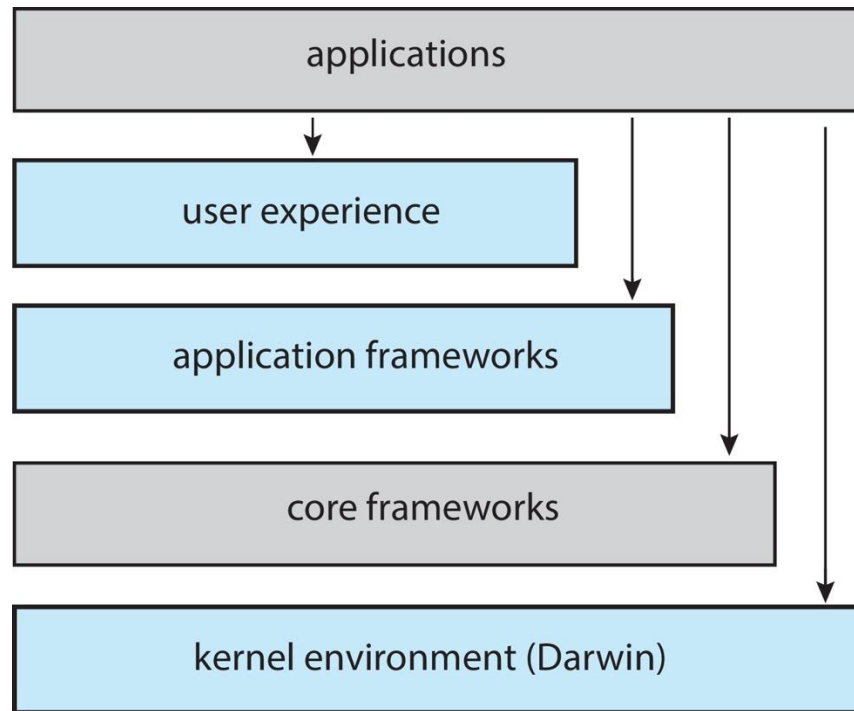 applications
user experience
application frameworks
core frameworks
kernel environment (Darwin)